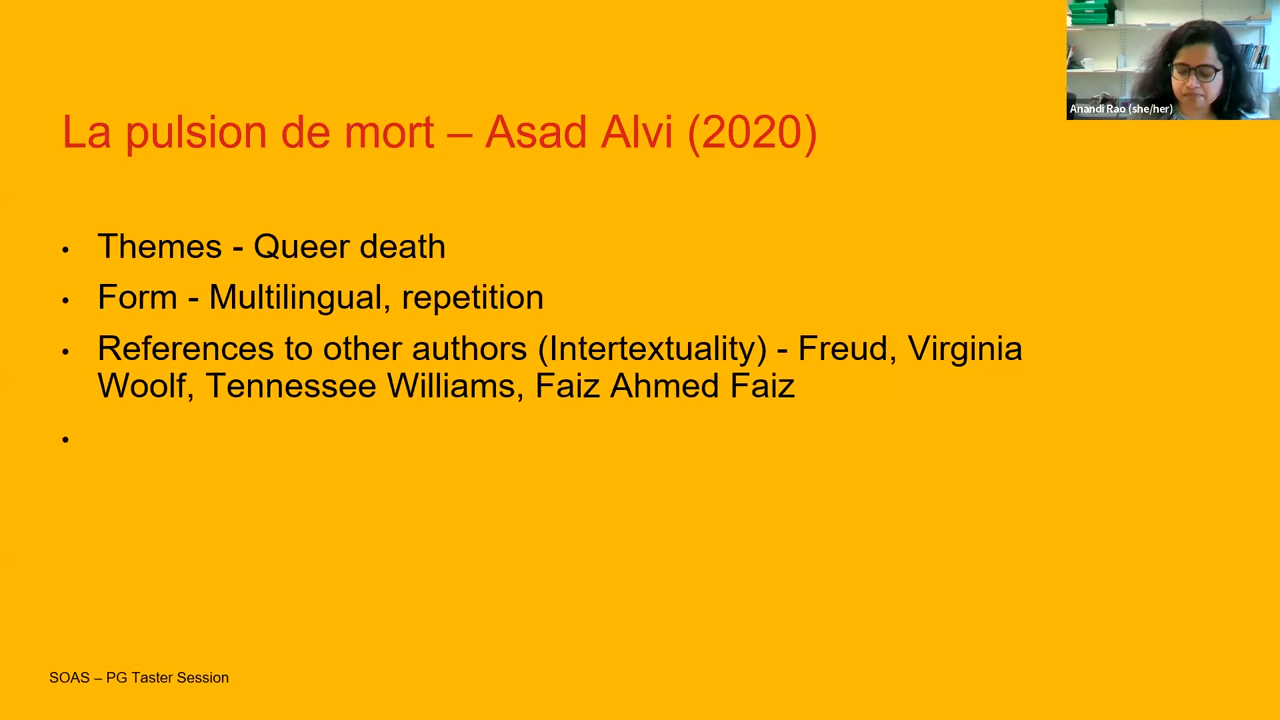 Anandi Rao (she/her)
La pulsion de mort – Asad Alvi (2020)
• Themes - Queer death
• Form - Multilingual, repetition
• References to other authors (Intertextuality) - Freud, Virginia
Woolf, Tennessee Williams, Faiz Ahmed Faiz
•
SOAS – PG Taster Session